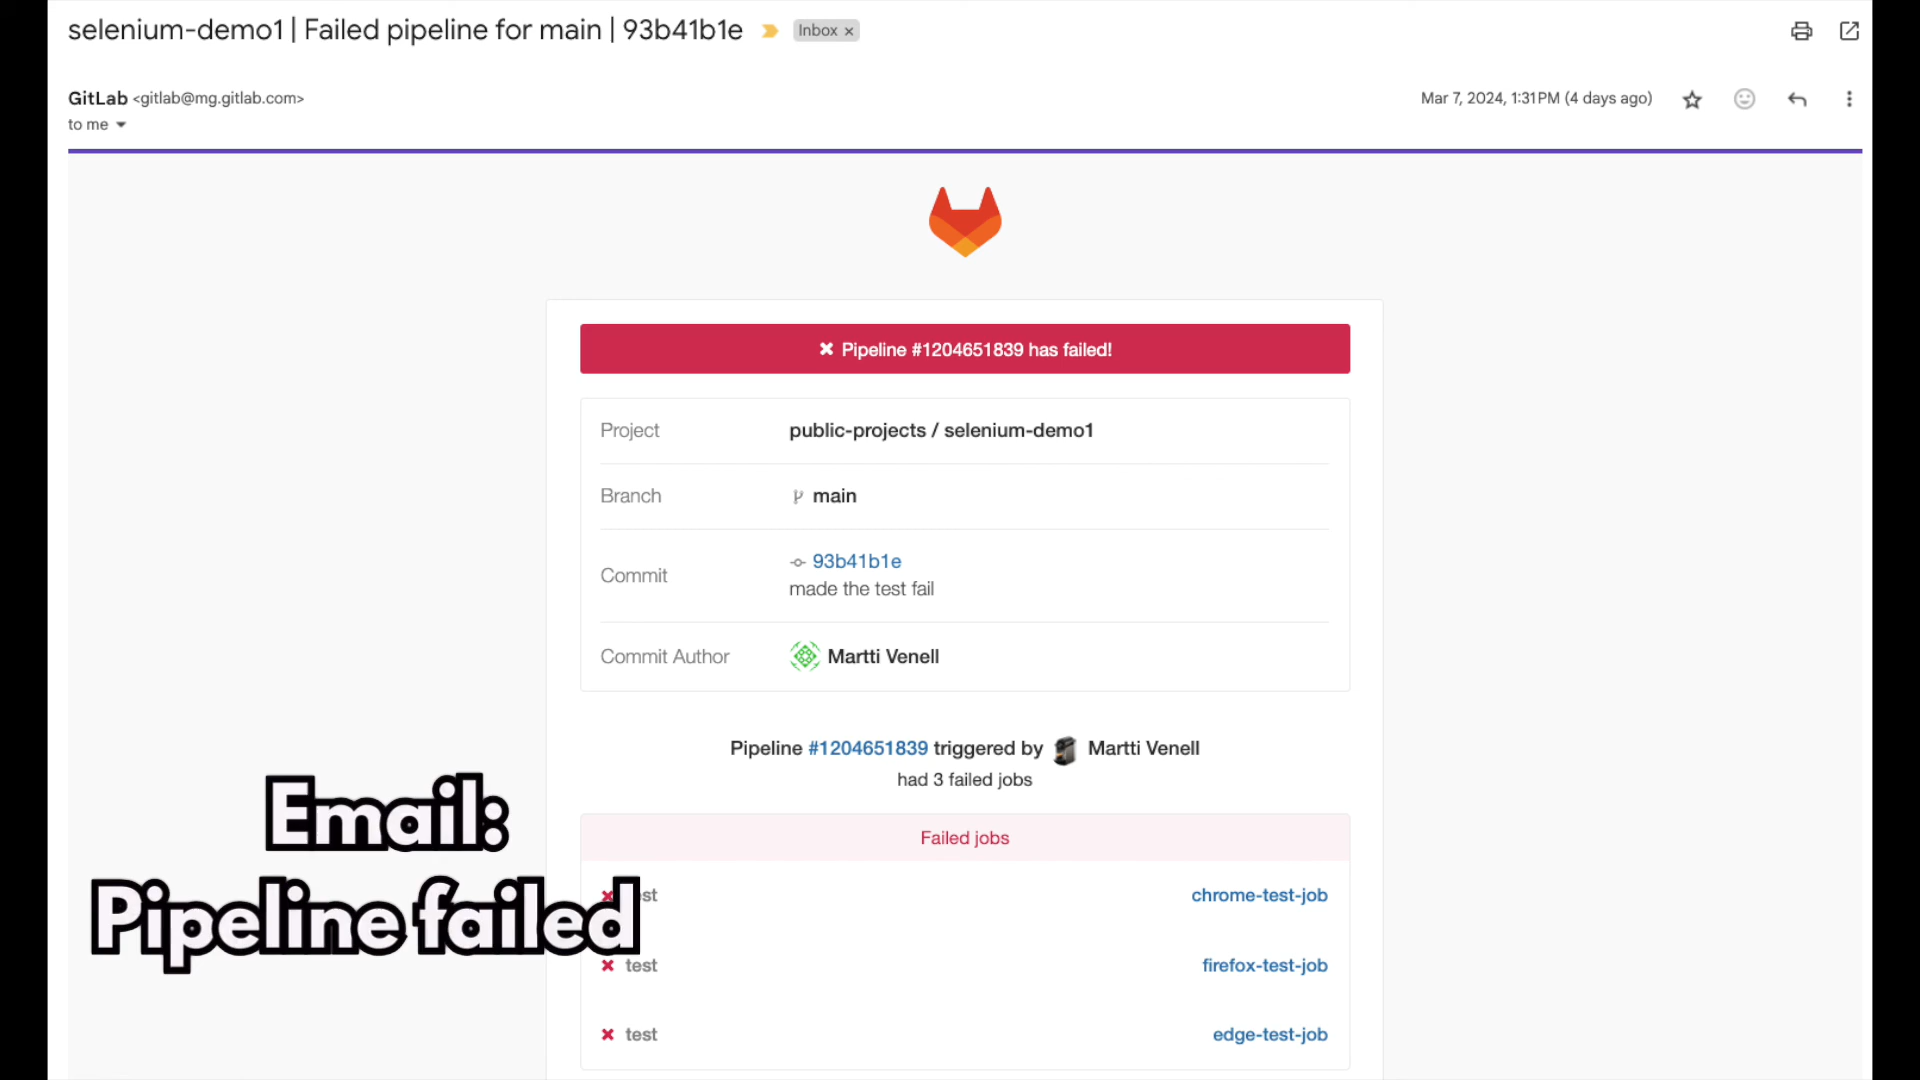 selenium-demo1 | Failed pipeline for main | 93b41b1e
Inbox ×
GitLab <gitlab@mg.gitlab.com>
Mar 7, 2024, 1:31 PM (4 days ago)
to me
Pipeline #1204651839 has failed!
Project public-projects / selenium-demo1
Branch main
Commit 93b41b1e
made the test fail
Commit Author Martti Venell
Pipeline #1204651839 triggered by Martti Venell
had 3 failed jobs
Failed jobs
chrome-test-job
test firefox-test-job
test edge-test-job
Email:
Pipeline failed